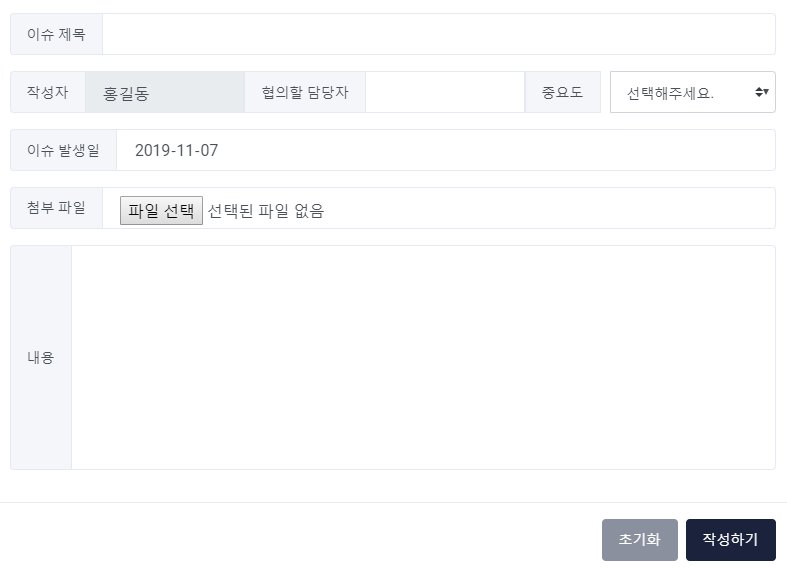 이슈 제목
작성자 홍길동 협의할 담당자 중요도 선택해주세요.
이슈 발생일 2019-11-07
첨부 파일 파일 선택 선택된 파일 없음
내용
초기화 작성하기